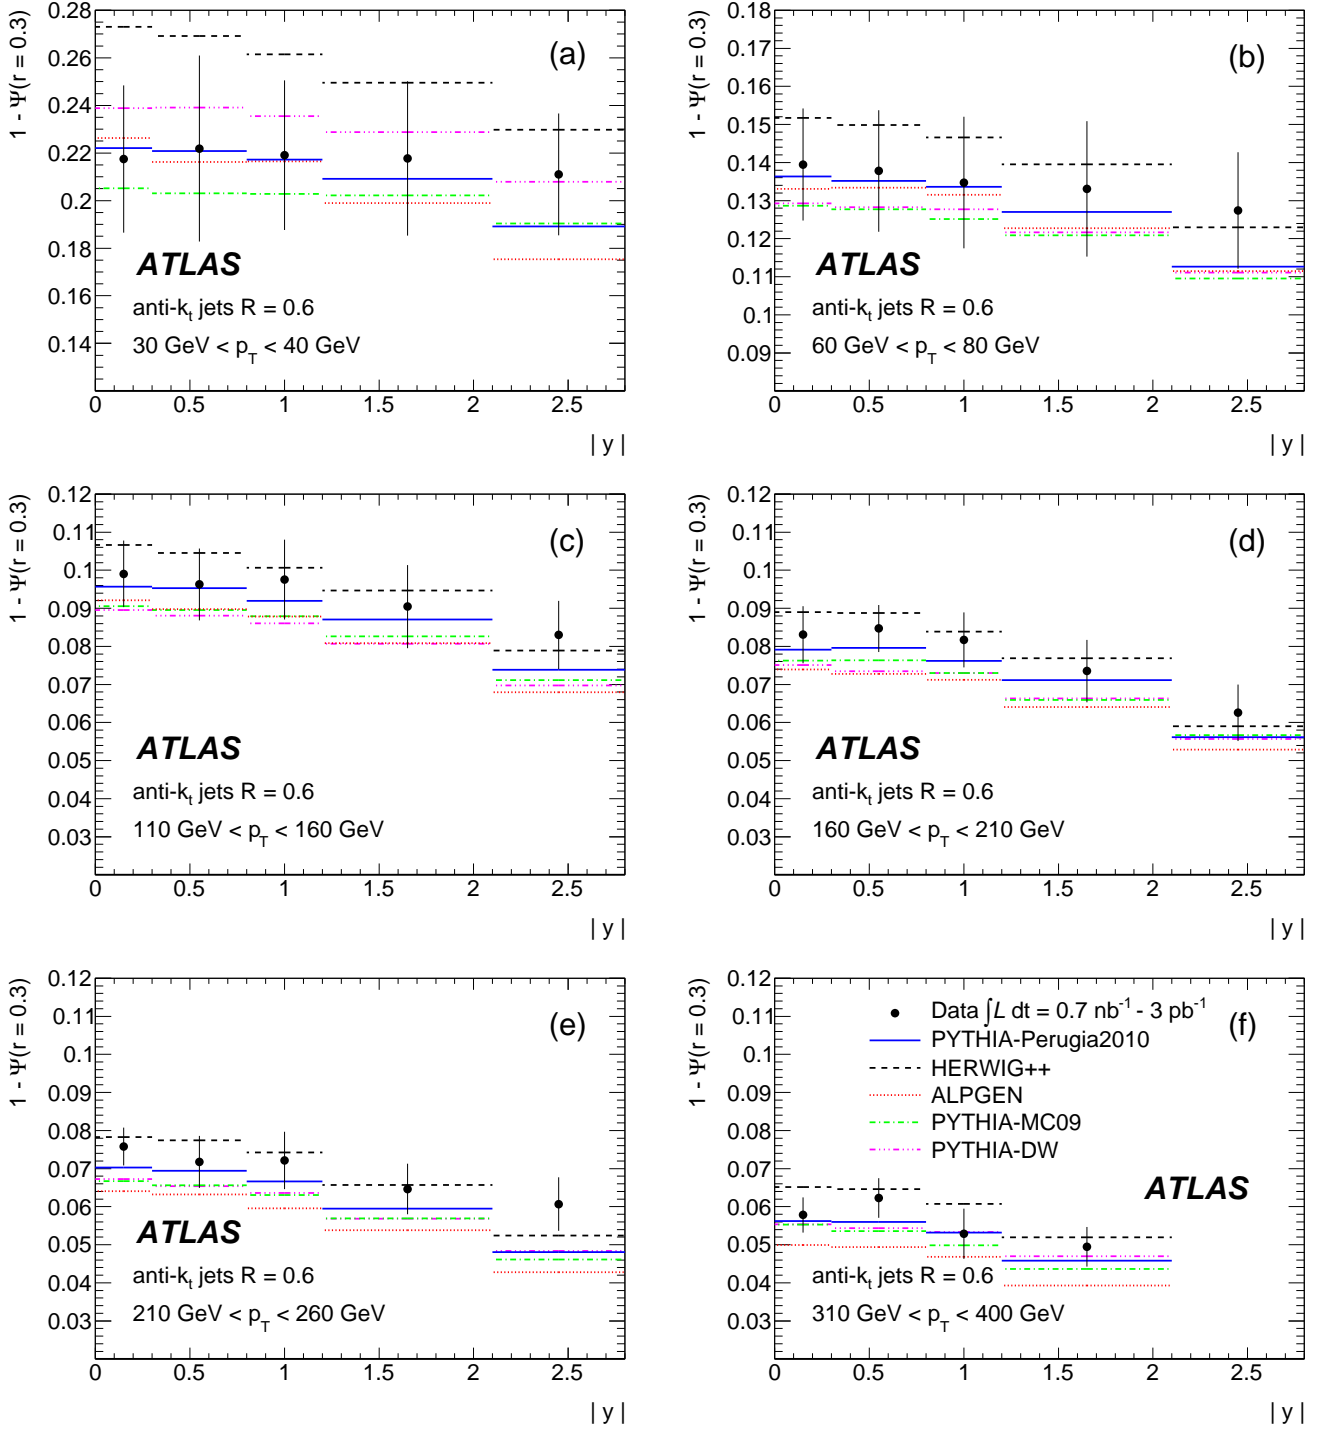 1 - Ψ(r = 0.3)
0.28
0.26
0.24
0.22
0.2
0.18
0.16
0.14
(a)
ATLAS
anti-kt jets R = 0.6
30 GeV < pT < 40 GeV
0 0.5 1 1.5 2 2.5
| y |
1 - Ψ(r = 0.3)
0.18
0.17
0.16
0.15
0.14
0.13
0.12
0.11
0.1
0.09
(b)
ATLAS
anti-kt jets R = 0.6
60 GeV < pT < 80 GeV
0 0.5 1 1.5 2 2.5
| y |
1 - Ψ(r = 0.3)
0.12
0.11
0.1
0.09
0.08
0.07
0.06
0.05
0.04
0.03
(c)
ATLAS
anti-kt jets R = 0.6
110 GeV < pT < 160 GeV
0 0.5 1 1.5 2 2.5
| y |
1 - Ψ(r = 0.3)
0.12
0.11
0.1
0.09
0.08
0.07
0.06
0.05
0.04
0.03
(d)
ATLAS
anti-kt jets R = 0.6
160 GeV < pT < 210 GeV
0 0.5 1 1.5 2 2.5
| y |
1 - Ψ(r = 0.3)
0.12
0.11
0.1
0.09
0.08
0.07
0.06
0.05
0.04
0.03
(e)
ATLAS
anti-kt jets R = 0.6
210 GeV < pT < 260 GeV
0 0.5 1 1.5 2 2.5
| y |
1 - Ψ(r = 0.3)
0.12
0.11
0.1
0.09
0.08
0.07
0.06
0.05
0.04
0.03
(f)
Data ∫L dt = 0.7 nb⁻¹ - 3 pb⁻¹
PYTHIA-Perugia2010
HERWIG++
ALPGEN
PYTHIA-MC09
PYTHIA-DW
ATLAS
anti-kt jets R = 0.6
310 GeV < pT < 400 GeV
0 0.5 1 1.5 2 2.5
| y |